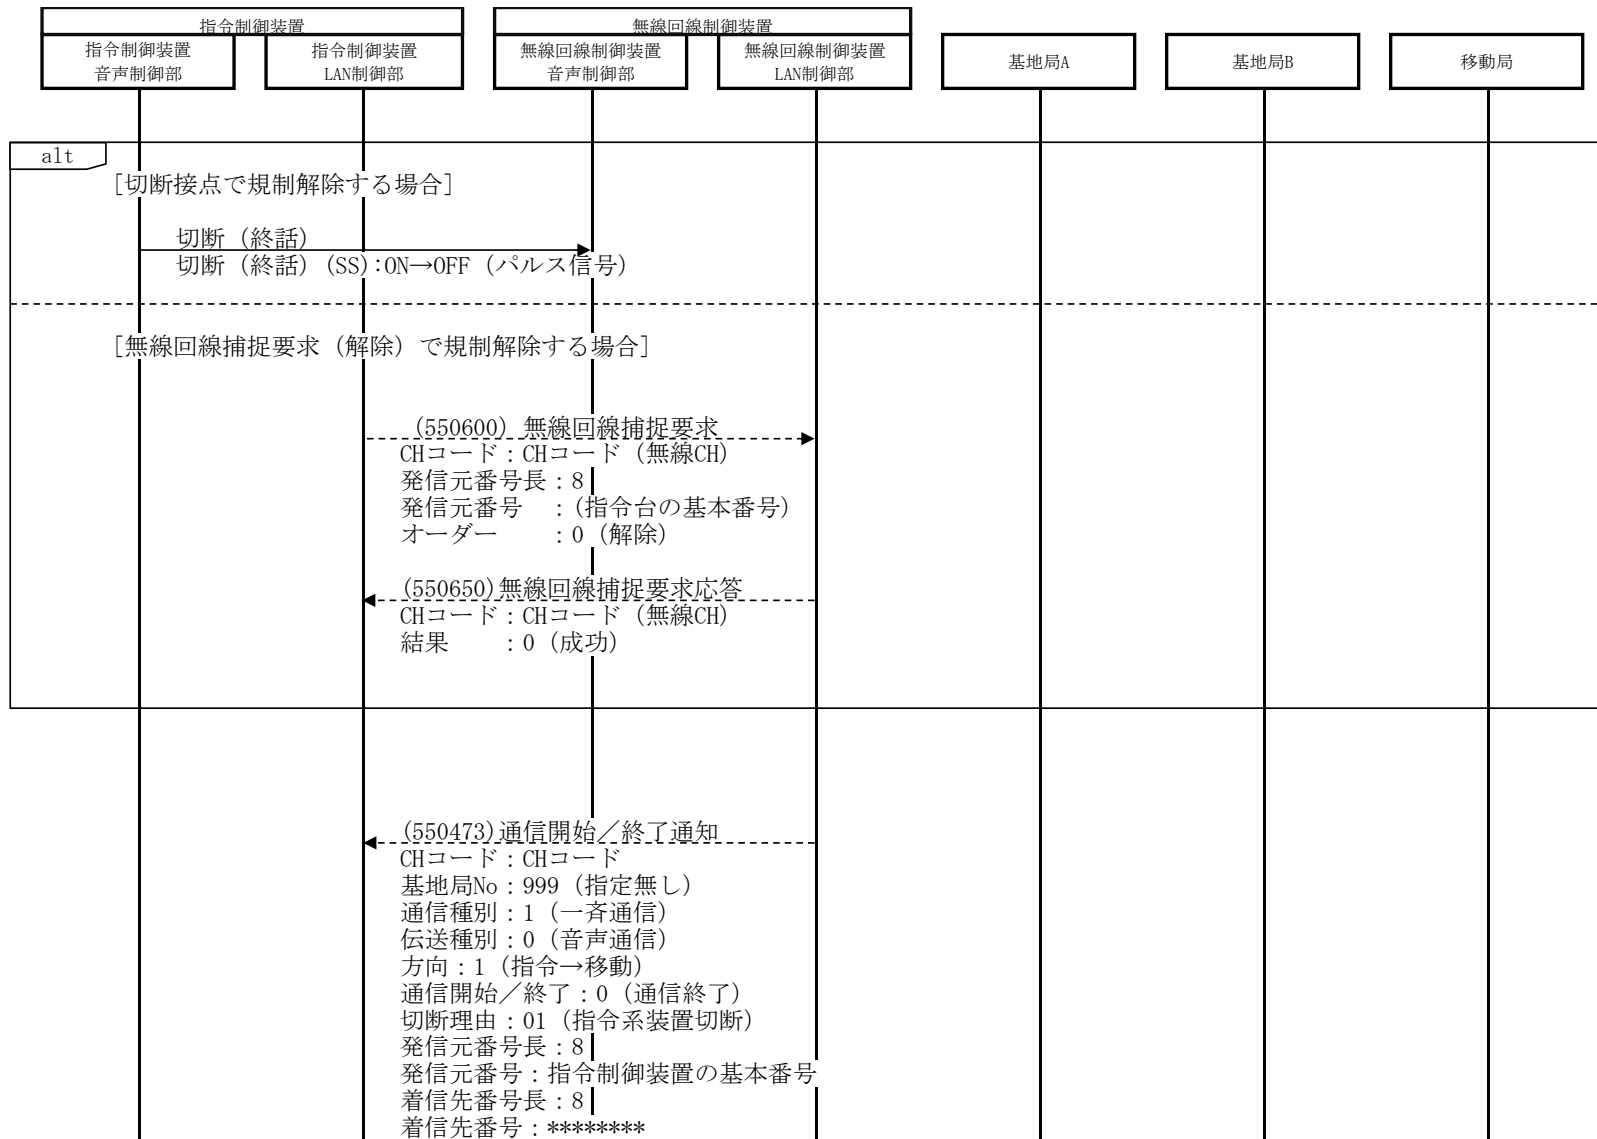 指令制御装置
無線回線制御装置
指令制御装置
音声制御部
指令制御装置
LAN制御部
無線回線制御装置
音声制御部
無線回線制御装置
LAN制御部
基地局A
基地局B
移動局
alt
[切断接点で規制解除する場合]
切断(終話)
切断(終話)(SS):ON→OFF(パルス信号)
[無線回線捕捉要求(解除)で規制解除する場合]
(550600) 無線回線捕捉要求
CHコード:CHコード(無線CH)
発信元番号長:8
発信元番号 :(指令台の基本番号)
オーダー :0(解除)
(550650)無線回線捕捉要求応答
CHコード:CHコード(無線CH)
結果 :0(成功)
(550473)通信開始/終了通知
CHコード:CHコード
基地局No:999(指定無し)
通信種別:1(一斉通信)
伝送種別:0(音声通信)
方向:1(指令→移動)
通信開始/終了:0(通信終了)
切断理由:01(指令系装置切断)
発信元番号長:8
発信元番号:指令制御装置の基本番号
着信先番号長:8
着信先番号:********